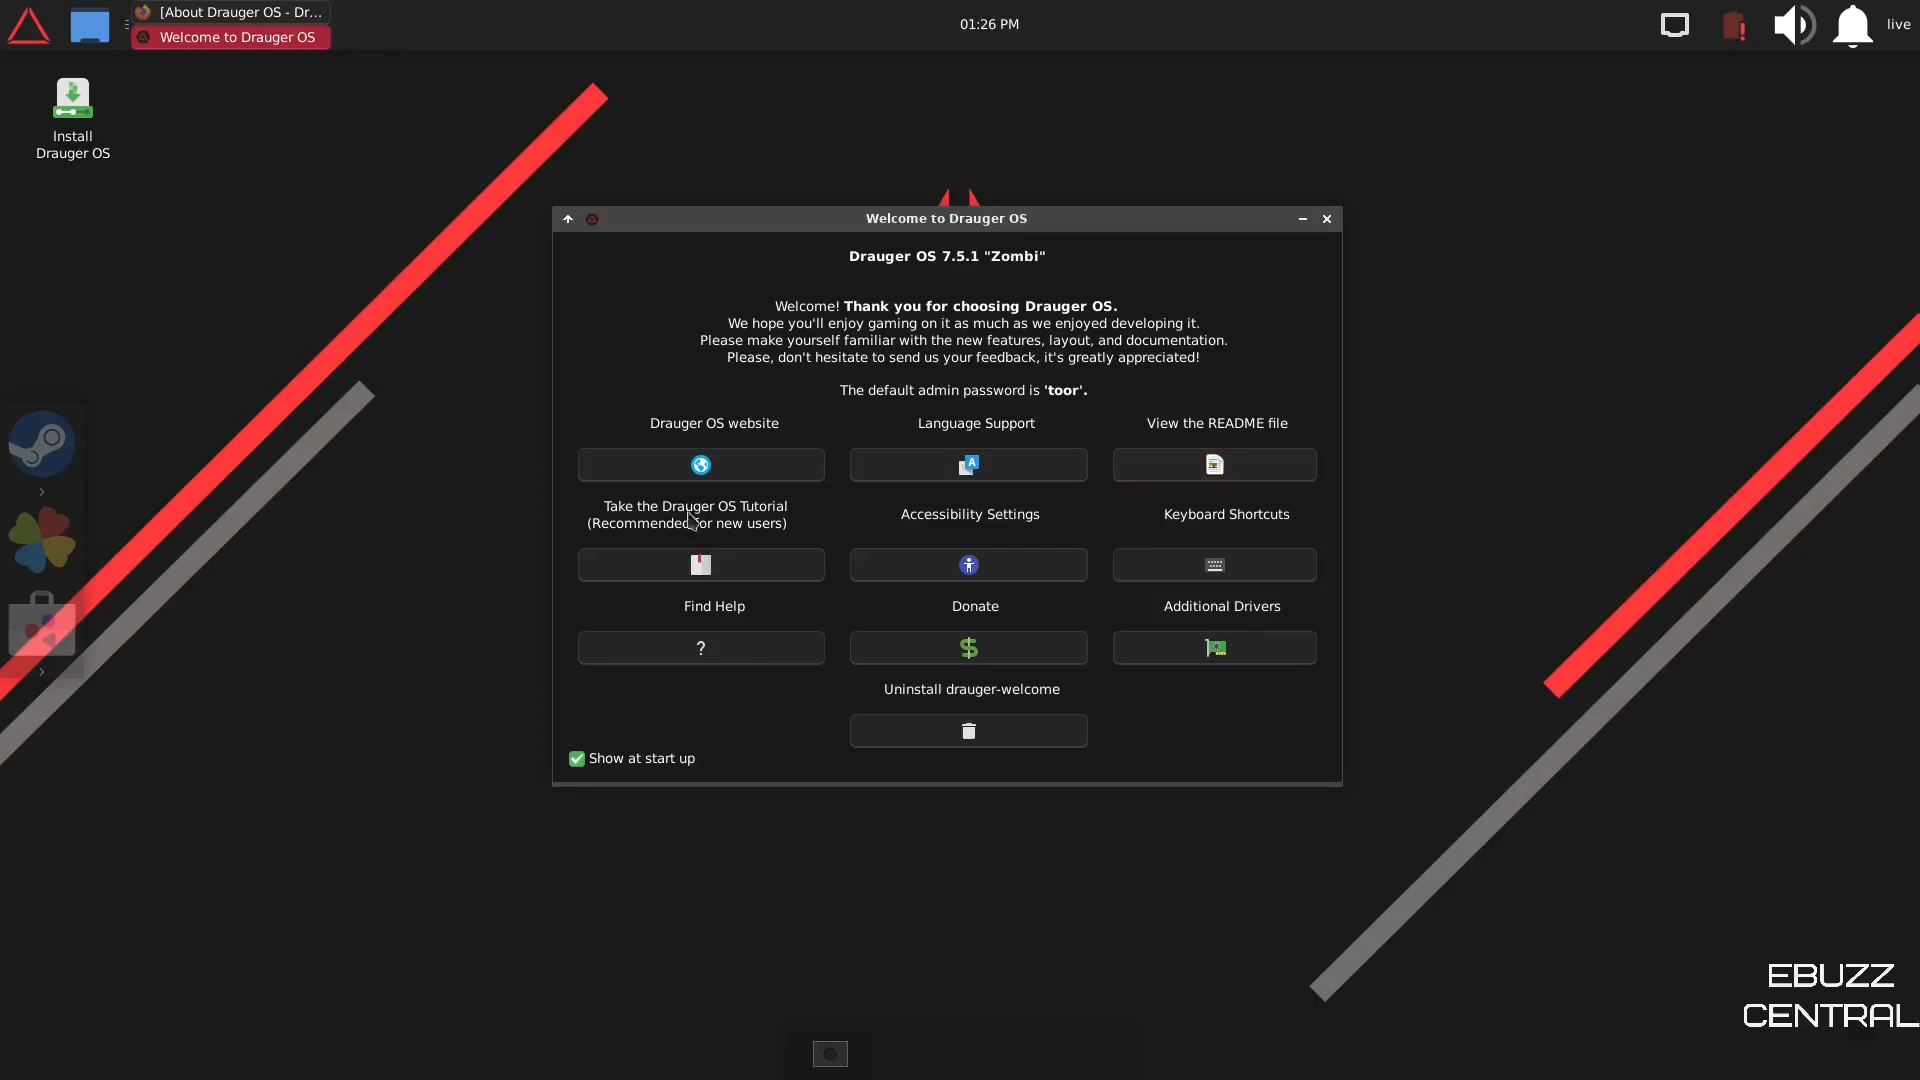 [About Drauger OS - Dr...
Welcome to Drauger OS
01:26 PM
live
Install
Drauger OS
Welcome to Drauger OS
Drauger OS 7.5.1 "Zombi"
Welcome! Thank you for choosing Drauger OS.
We hope you'll enjoy gaming on it as much as we enjoyed developing it.
Please make yourself familiar with the new features, layout, and documentation.
Please, don't hesitate to send us your feedback, it's greatly appreciated!
The default admin password is 'toor'.
Drauger OS website
Language Support
View the README file
Take the Drauger OS Tutorial
(Recommended for new users)
Accessibility Settings
Keyboard Shortcuts
Find Help
Donate
Additional Drivers
?
Uninstall drauger-welcome
Show at start up
EBUZZ
CENTRAL